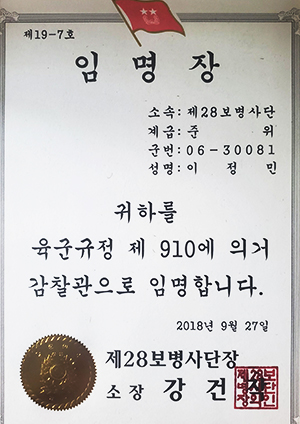 제19-7호
임 명 장
소속:제28보병사단
계급:준 위
군번:06-30081
성명:이 정 민
귀하를
육군규정 제 910에 의거
감찰관으로 임명합니다.
2018년 9월 27일
제28보병사단장
소장 강 건